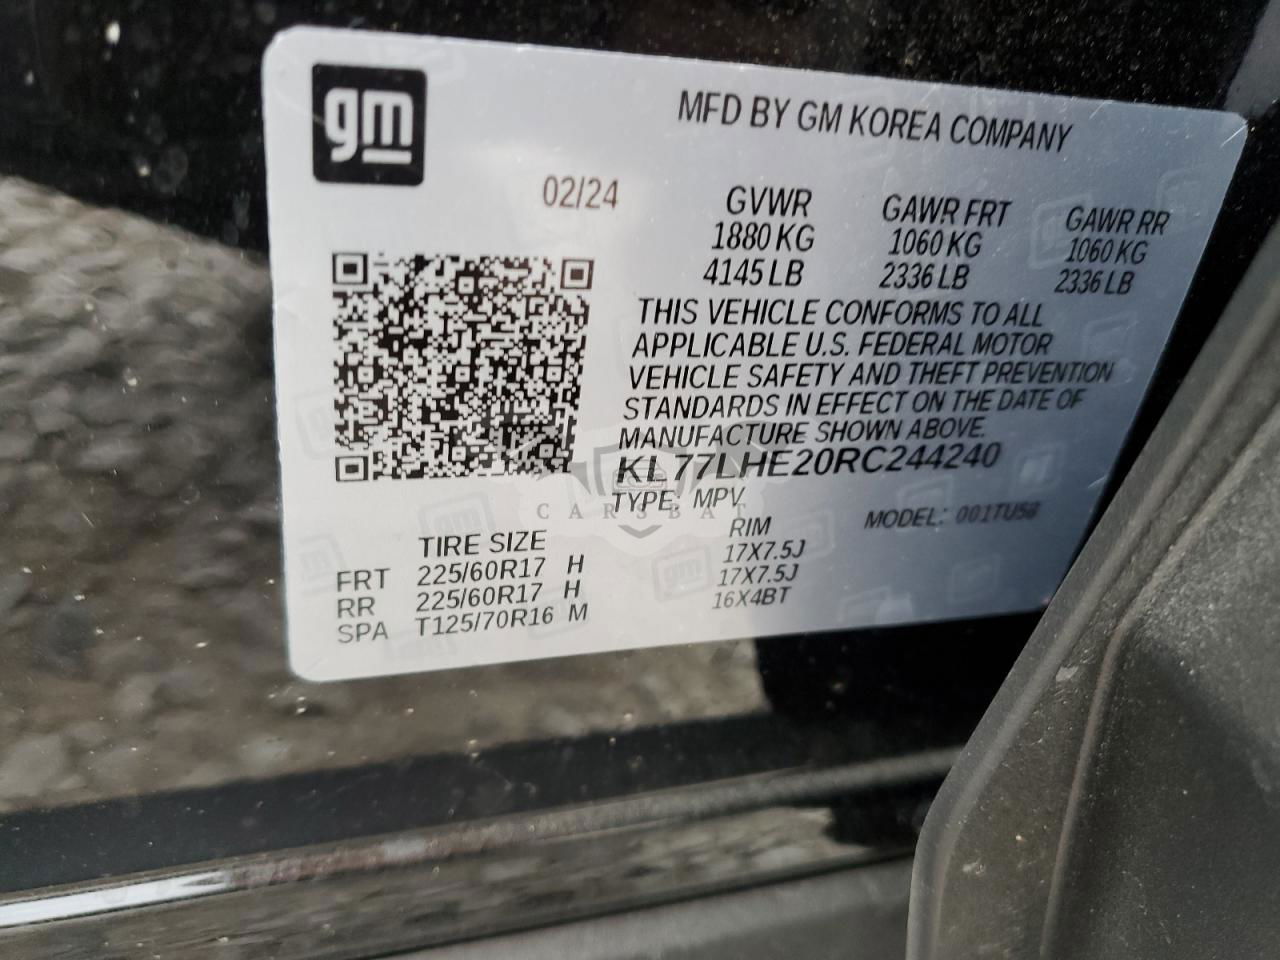 gm
MFD BY GM KOREA COMPANY
02/24
GVWR GAWR FRT GAWR RR
1880 KG 1060 KG 1060 KG
4145 LB 2336 LB 2336 LB
THIS VEHICLE CONFORMS TO ALL
APPLICABLE U.S. FEDERAL MOTOR
VEHICLE SAFETY AND THEFT PREVENTION
STANDARDS IN EFFECT ON THE DATE OF
MANUFACTURE SHOWN ABOVE.
KL77LHE20RC244240
TYPE: MPV
CARSBAT
MODEL: 001TU58
TIRE SIZE RIM
FRT 225/60R17 H 17X7.5J
RR 225/60R17 H 17X7.5J
SPA T125/70R16 M 16X4BT